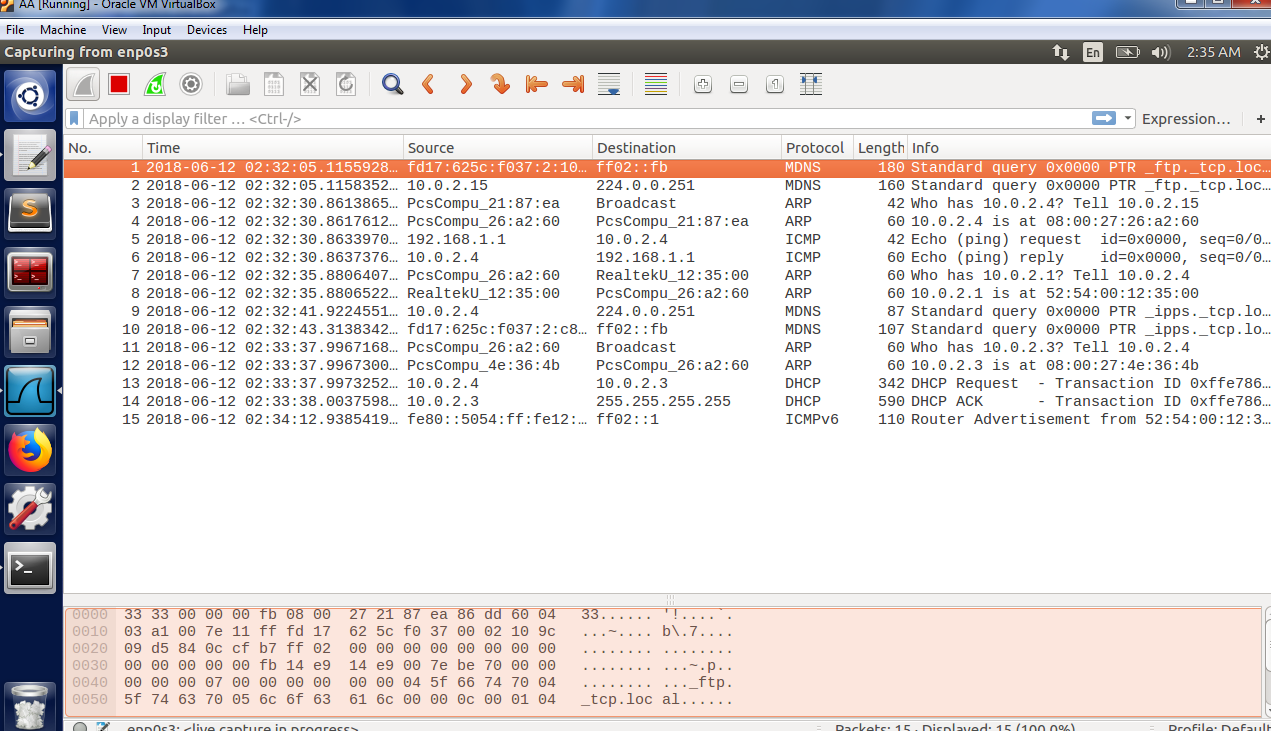 AA [Running] - Oracle VM VirtualBox
File Machine View Input Devices Help
Capturing from enp0s3 En 2:35 AM
Apply a display filter … <Ctrl-/> Expression… +
No. Time Source Destination Protocol Length Info
1 2018-06-12 02:32:05.1155928… fd17:625c:f037:2:10… ff02::fb MDNS 180 Standard query 0x0000 PTR _ftp._tcp.loc…
2 2018-06-12 02:32:05.1158352… 10.0.2.15 224.0.0.251 MDNS 160 Standard query 0x0000 PTR _ftp._tcp.loc…
3 2018-06-12 02:32:30.8613865… PcsCompu_21:87:ea Broadcast ARP 42 Who has 10.0.2.4? Tell 10.0.2.15
4 2018-06-12 02:32:30.8617612… PcsCompu_26:a2:60 PcsCompu_21:87:ea ARP 60 10.0.2.4 is at 08:00:27:26:a2:60
5 2018-06-12 02:32:30.8633970… 192.168.1.1 10.0.2.4 ICMP 42 Echo (ping) request id=0x0000, seq=0/0…
6 2018-06-12 02:32:30.8637376… 10.0.2.4 192.168.1.1 ICMP 60 Echo (ping) reply id=0x0000, seq=0/0…
7 2018-06-12 02:32:35.8806407… PcsCompu_26:a2:60 RealtekU_12:35:00 ARP 60 Who has 10.0.2.1? Tell 10.0.2.4
8 2018-06-12 02:32:35.8806522… RealtekU_12:35:00 PcsCompu_26:a2:60 ARP 60 10.0.2.1 is at 52:54:00:12:35:00
9 2018-06-12 02:32:41.9224551… 10.0.2.4 224.0.0.251 MDNS 87 Standard query 0x0000 PTR _ipps._tcp.lo…
10 2018-06-12 02:32:43.3138342… fd17:625c:f037:2:c8… ff02::fb MDNS 107 Standard query 0x0000 PTR _ipps._tcp.lo…
11 2018-06-12 02:33:37.9967168… PcsCompu_26:a2:60 Broadcast ARP 60 Who has 10.0.2.3? Tell 10.0.2.4
12 2018-06-12 02:33:37.9967300… PcsCompu_4e:36:4b PcsCompu_26:a2:60 ARP 60 10.0.2.3 is at 08:00:27:4e:36:4b
13 2018-06-12 02:33:37.9973252… 10.0.2.4 10.0.2.3 DHCP 342 DHCP Request - Transaction ID 0xffe786…
14 2018-06-12 02:33:38.0037598… 10.0.2.3 255.255.255.255 DHCP 590 DHCP ACK - Transaction ID 0xffe786…
15 2018-06-12 02:34:12.9385419… fe80::5054:ff:fe12:… ff02::1 ICMPv6 110 Router Advertisement from 52:54:00:12:3…
0000 33 33 00 00 00 fb 08 00 27 21 87 ea 86 dd 60 04 33...... '!....`.
0010 03 a1 00 7e 11 ff fd 17 62 5c f0 37 00 02 10 9c ...~.... b\.7....
0020 09 d5 84 0c cf b7 ff 02 00 00 00 00 00 00 00 00 ........ ........
0030 00 00 00 00 00 fb 14 e9 14 e9 00 7e be 70 00 00 ........ ...~.p..
0040 00 00 00 07 00 00 00 00 00 00 04 5f 66 74 70 04 ........ ..._ftp.
0050 5f 74 63 70 05 6c 6f 63 61 6c 00 00 0c 00 01 04 _tcp.loc al......
enp0s3: <live capture in progress> Packets: 15 · Displayed: 15 (100.0%) Profile: Default